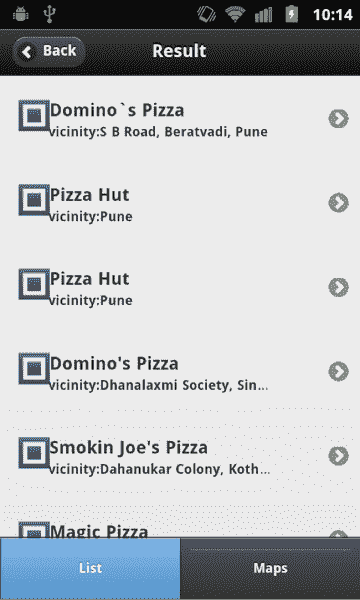 10:14
Back
Result
Domino`s Pizza
vicinity:S B Road, Beratvadi, Pune
Pizza Hut
vicinity:Pune
Pizza Hut
vicinity:Pune
Domino's Pizza
vicinity:Dhanalaxmi Society, Sin...
Smokin Joe's Pizza
vicinity:Dahanukar Colony, Koth...
Magic Pizza
List
Maps